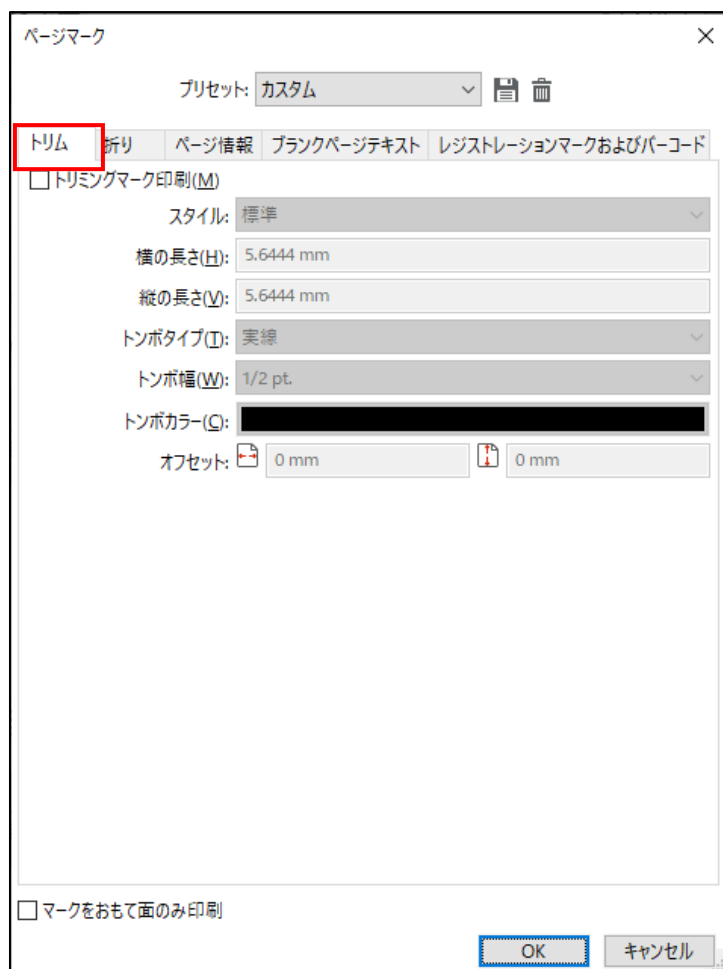 ページマーク
プリセット: カスタム
トリム 折り ページ情報 ブランクページテキスト レジストレーションマークおよびバーコード
トリミングマーク印刷(M)
スタイル: 標準
横の長さ(H): 5.6444 mm
縦の長さ(V): 5.6444 mm
トンボタイプ(T): 実線
トンボ幅(W): 1/2 pt.
トンボカラー(C):
オフセット: 0 mm 0 mm
マークをおもて面のみ印刷
OK キャンセル